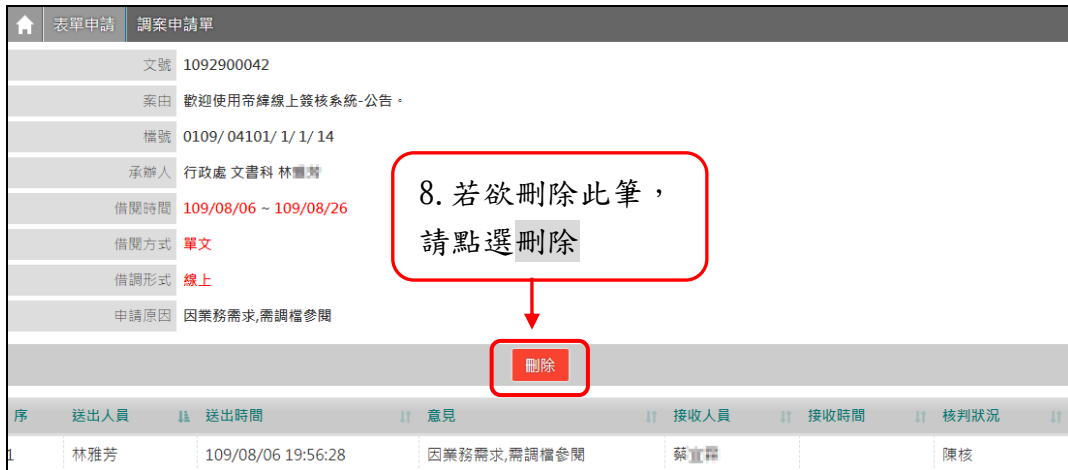 表單申請 調案申請單
文號 1092900042
案由 歡迎使用帝緯線上簽核系統-公告。
檔號 0109/ 04101/ 1/ 1/ 14
承辦人 行政處 文書科 林
借閱時間 109/08/06 ~ 109/08/26
借閱方式 單文
借調形式 線上
申請原因 因業務需求,需調檔參閱
8. 若欲刪除此筆，
請點選刪除
刪除
序 送出人員 送出時間 意見 接收人員 接收時間 核判狀況
1 林雅芳 109/08/06 19:56:28 因業務需求,需調檔參閱 蔡 陳核